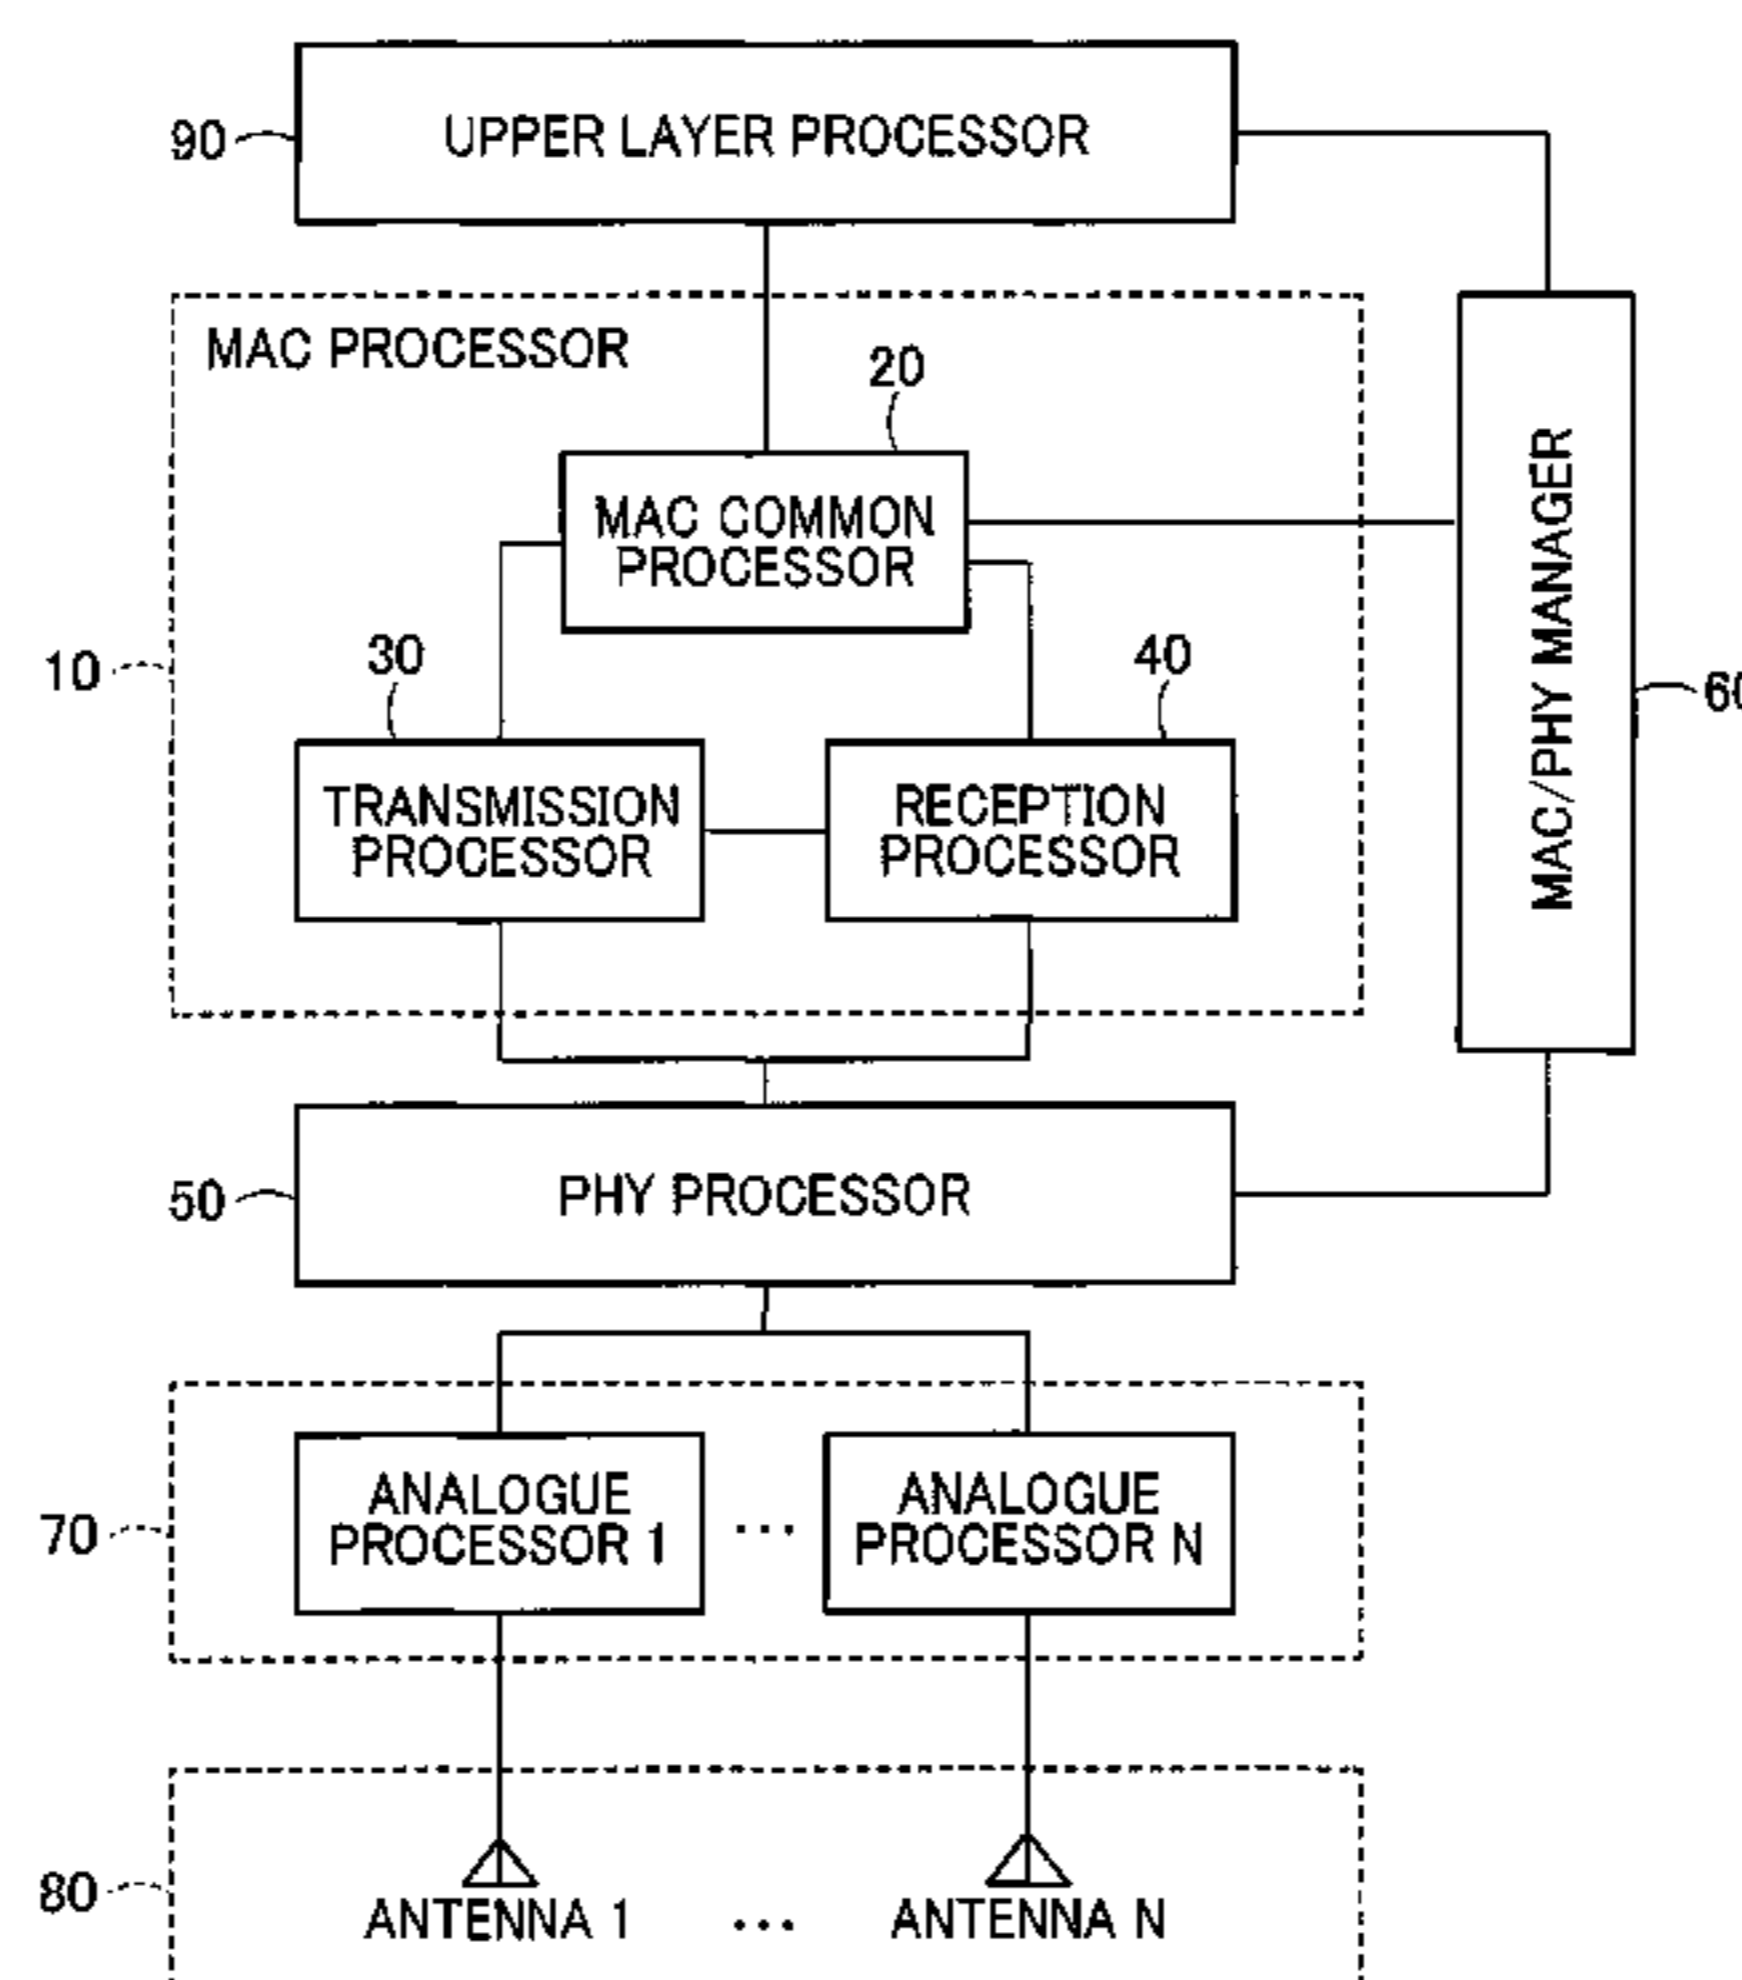 90
UPPER LAYER PROCESSOR
MAC PROCESSOR
20
MAC COMMON
PROCESSOR
10
30
40
TRANSMISSION
PROCESSOR
RECEPTION
PROCESSOR
MAC/PHY MANAGER
60
50
PHY PROCESSOR
70
ANALOGUE
PROCESSOR 1
...
ANALOGUE
PROCESSOR N
80
ANTENNA 1
...
ANTENNA N